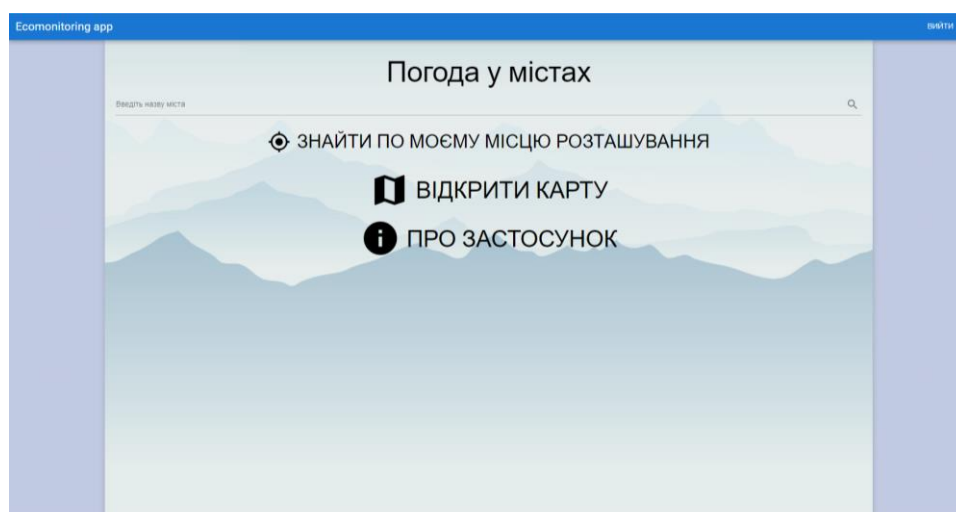 Ecomonitoring app
ВИЙТИ
Погода у містах
Введіть назву міста
ЗНАЙТИ ПО МОЄМУ МІСЦЮ РОЗТАШУВАННЯ
ВІДКРИТИ КАРТУ
ПРО ЗАСТОСУНОК